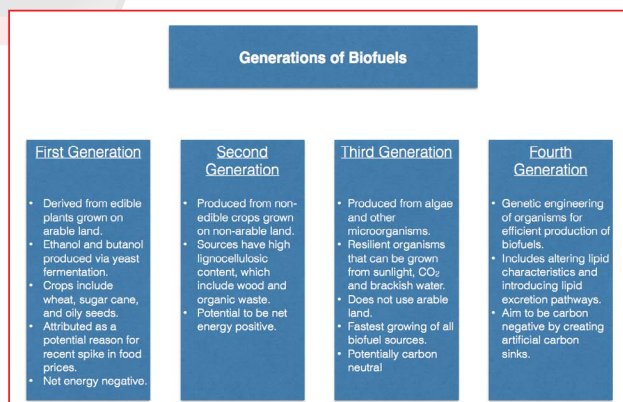 Generations of Biofuels
First Generation
• Derived from edible
plants grown on
arable land.
• Ethanol and butanol
produced via yeast
fermentation.
• Crops include
wheat, sugar cane,
and oily seeds.
• Attributed as a
potential reason for
recent spike in food
prices.
• Net energy negative.
Second
Generation
• Produced from non-
edible crops grown
on non-arable land.
• Sources have high
lignocellulosic
content, which
include wood and
organic waste.
• Potential to be net
energy positive.
Third Generation
• Produced from algae
and other
microorganisms.
• Resilient organisms
that can be grown
from sunlight, CO₂
and brackish water.
• Does not use arable
land.
• Fastest growing of all
biofuel sources.
• Potentially carbon
neutral
Fourth
Generation
• Genetic engineering
of organisms for
efficient production of
biofuels.
• Includes altering lipid
characteristics and
introducing lipid
excretion pathways.
• Aim to be carbon
negative by creating
artificial carbon
sinks.